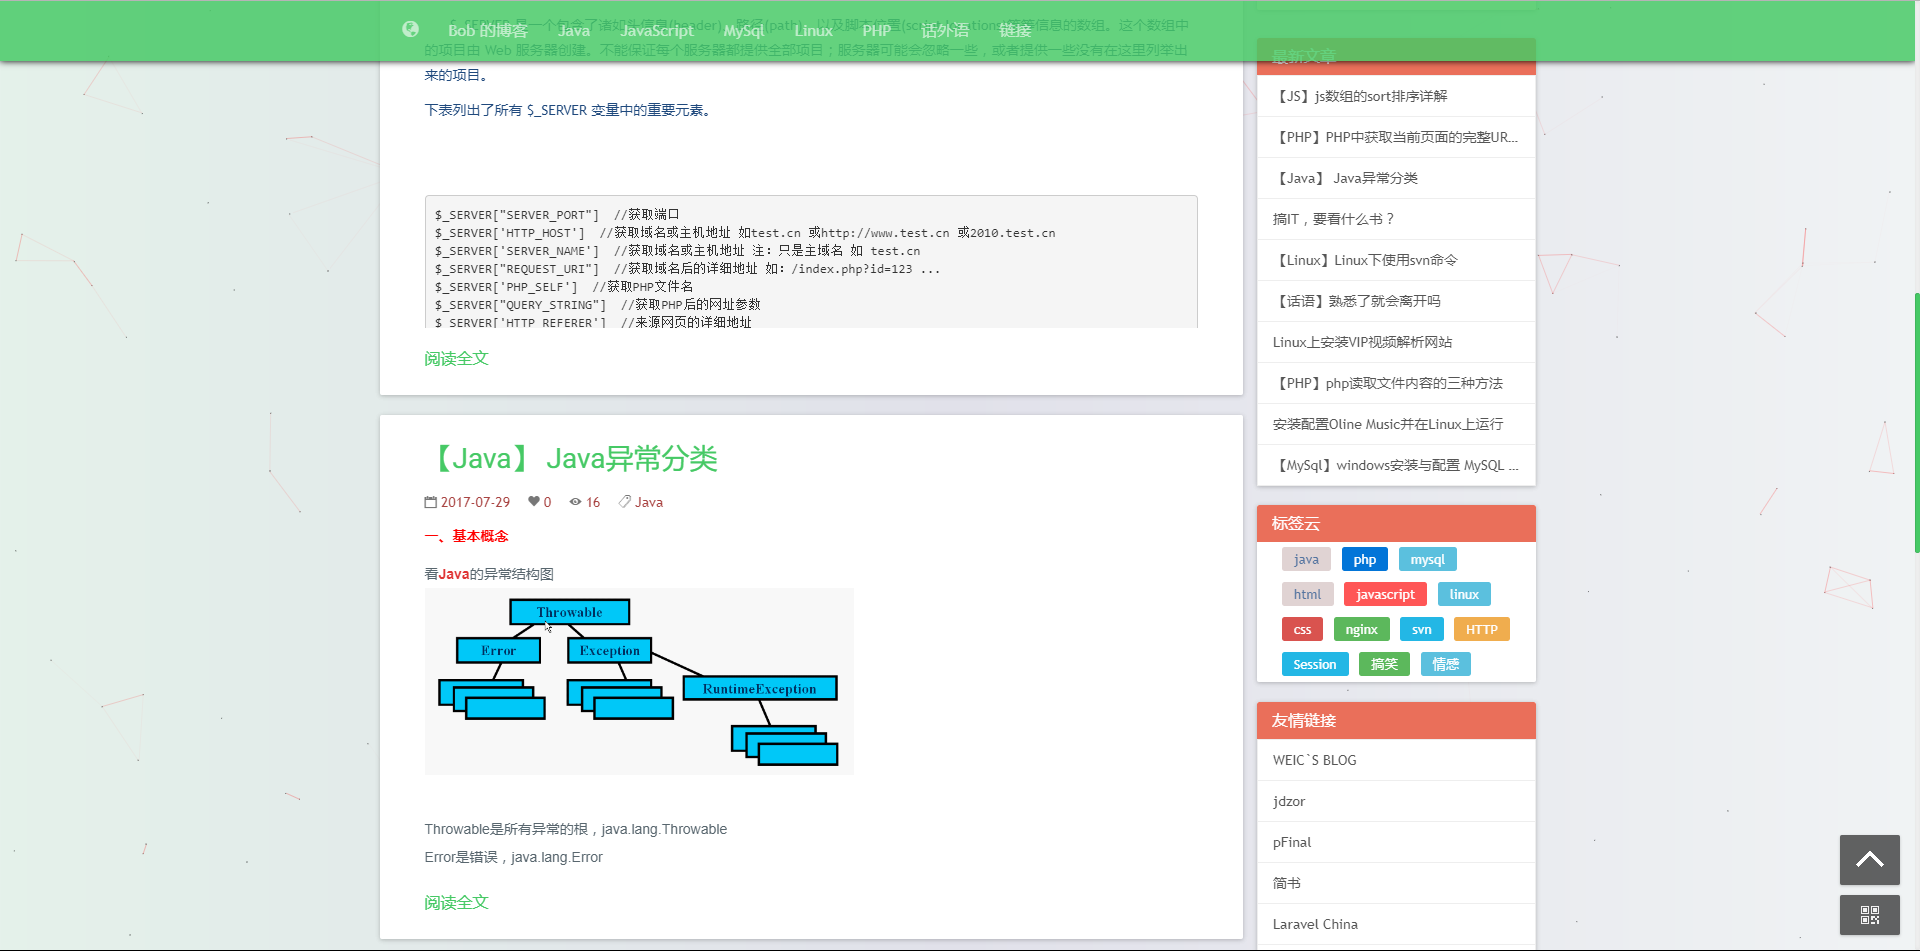 Bob 的博客
Java
JavaScript
MySql
Linux
PHP
话外语
链接
的项目由 Web 服务器创建。不能保证每个服务器都提供全部项目；服务器可能会忽略一些，或者提供一些没有在这里列举出
来的项目。
下表列出了所有 $_SERVER 变量中的重要元素。
$_SERVER["SERVER_PORT"] //获取端口
$_SERVER['HTTP_HOST'] //获取域名或主机地址 如test.cn 或http://www.test.cn 或2010.test.cn
$_SERVER['SERVER_NAME'] //获取域名或主机地址 注：只是主域名 如 test.cn
$_SERVER["REQUEST_URI"] //获取域名后的详细地址 如：/index.php?id=123 ...
$_SERVER['PHP_SELF'] //获取PHP文件名
$_SERVER["QUERY_STRING"] //获取PHP后的网址参数
$_SERVER['HTTP_REFERER'] //来源网页的详细地址
阅读全文
【Java】 Java异常分类
2017-07-29 0 16 Java
一、基本概念
看Java的异常结构图
Throwable
Error
Exception
RuntimeException
Throwable是所有异常的根，java.lang.Throwable
Error是错误，java.lang.Error
阅读全文
最新文章
【JS】js数组的sort排序详解
【PHP】PHP中获取当前页面的完整UR...
【Java】 Java异常分类
搞IT，要看什么书？
【Linux】Linux下使用svn命令
【话语】熟悉了就会离开吗
Linux上安装VIP视频解析网站
【PHP】php读取文件内容的三种方法
安装配置Oline Music并在Linux上运行
【MySql】windows安装与配置 MySQL ...
标签云
java php mysql
html javascript linux
css nginx svn HTTP
Session 搞笑 情感
友情链接
WEIC`S BLOG
jdzor
pFinal
简书
Laravel China